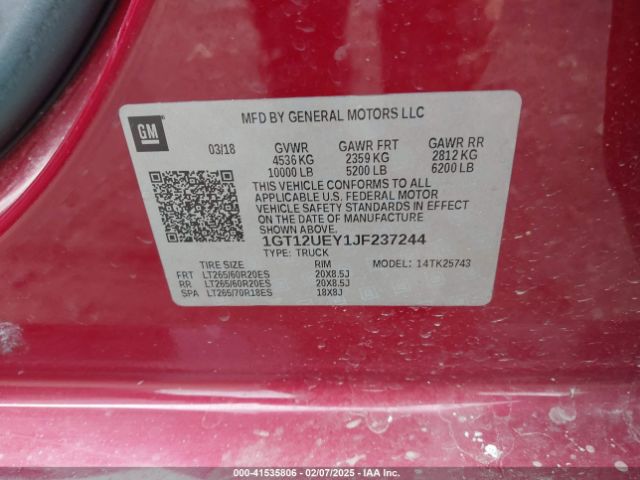 MFD BY GENERAL MOTORS LLC
GM
03/18 GVWR GAWR FRT GAWR RR
4536 KG 2359 KG 2812 KG
10000 LB 5200 LB 6200 LB
THIS VEHICLE CONFORMS TO ALL
APPLICABLE U.S. FEDERAL MOTOR
VEHICLE SAFETY STANDARDS IN EFFECT
ON THE DATE OF MANUFACTURE
SHOWN ABOVE.
1GT12UEY1JF237244
TYPE: TRUCK
TIRE SIZE RIM MODEL: 14TK25743
FRT LT265/60R20ES 20X8.5J
RR LT265/60R20ES 20X8.5J
SPA LT265/70R18ES 18X8J
000-41535806 - 02/07/2025 - IAA Inc.